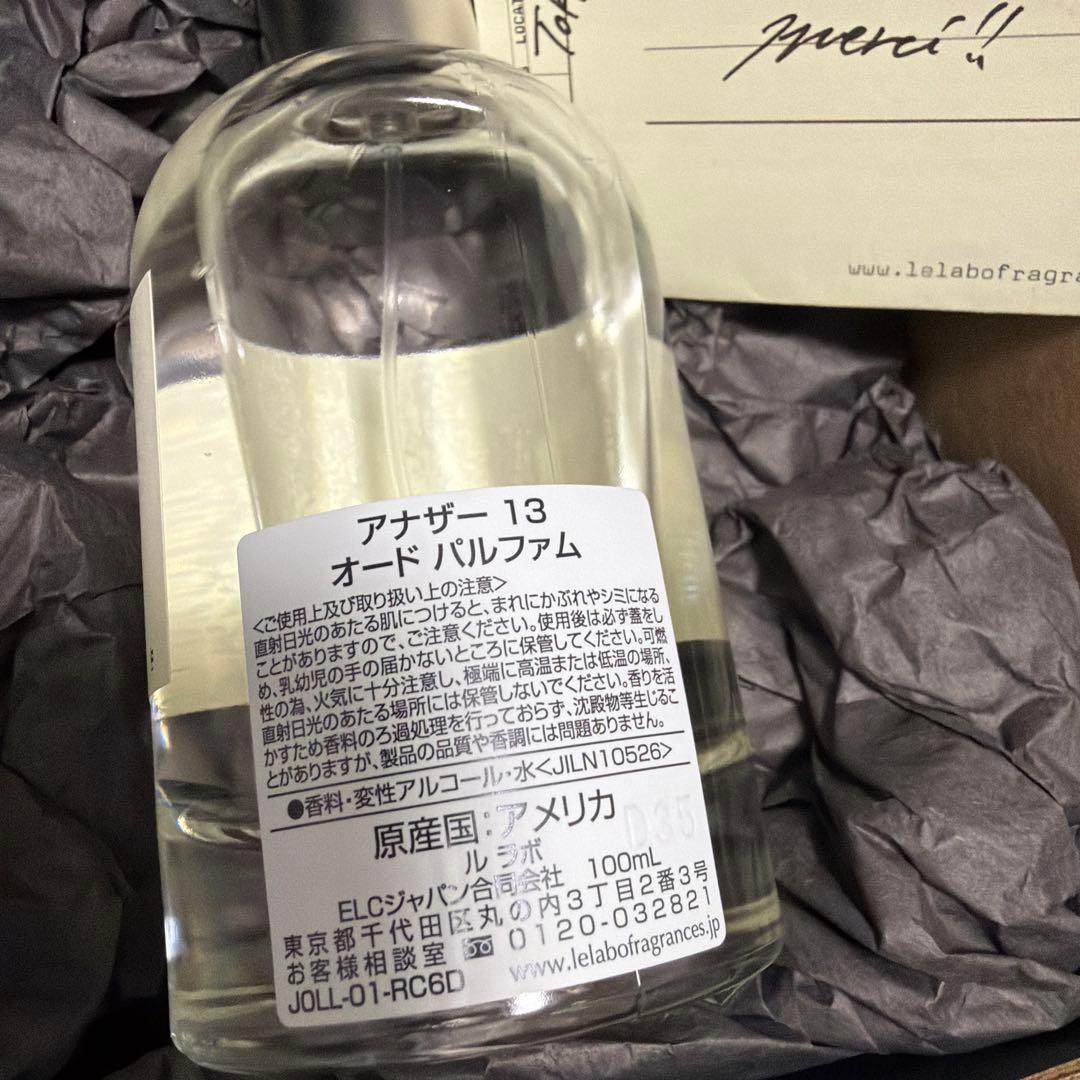 LOCAT
Tok
merci!!
www.lelabofragra
アナザー 13
オード パルファム
<ご使用上及び取り扱い上の注意>
直射日光のあたる肌につけると、まれにかぶれやシミになる
ことがありますので、ご注意ください。使用後は必ず蓋をし
め、乳幼児の手の届かないところに保管してください。可燃
性の為、火気に十分注意し、極端に高温または低温の場所、
直射日光のあたる場所には保管しないでください。香りを活
かすため香料のろ過処理を行っておらず、沈殿物等生じるこ
とがありますが、製品の品質や香調には問題ありません。
●香料・変性アルコール・水<JILN10526>
原産国:アメリカ
D35
ル ラボ
ELCジャパン合同会社 100mL
東京都千代田区丸の内3丁目2番3号
お客様相談室 0120-032821
J0LL-01-RC6D www.lelabofragrances.jp